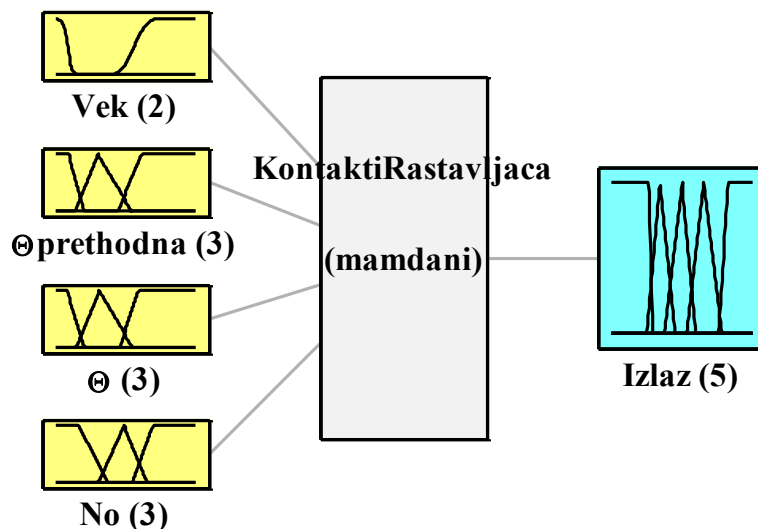 Vek (2)
KontaktiRastavljaca
Θprethodna (3)
(mamdani)
Θ (3)
Izlaz (5)
No (3)